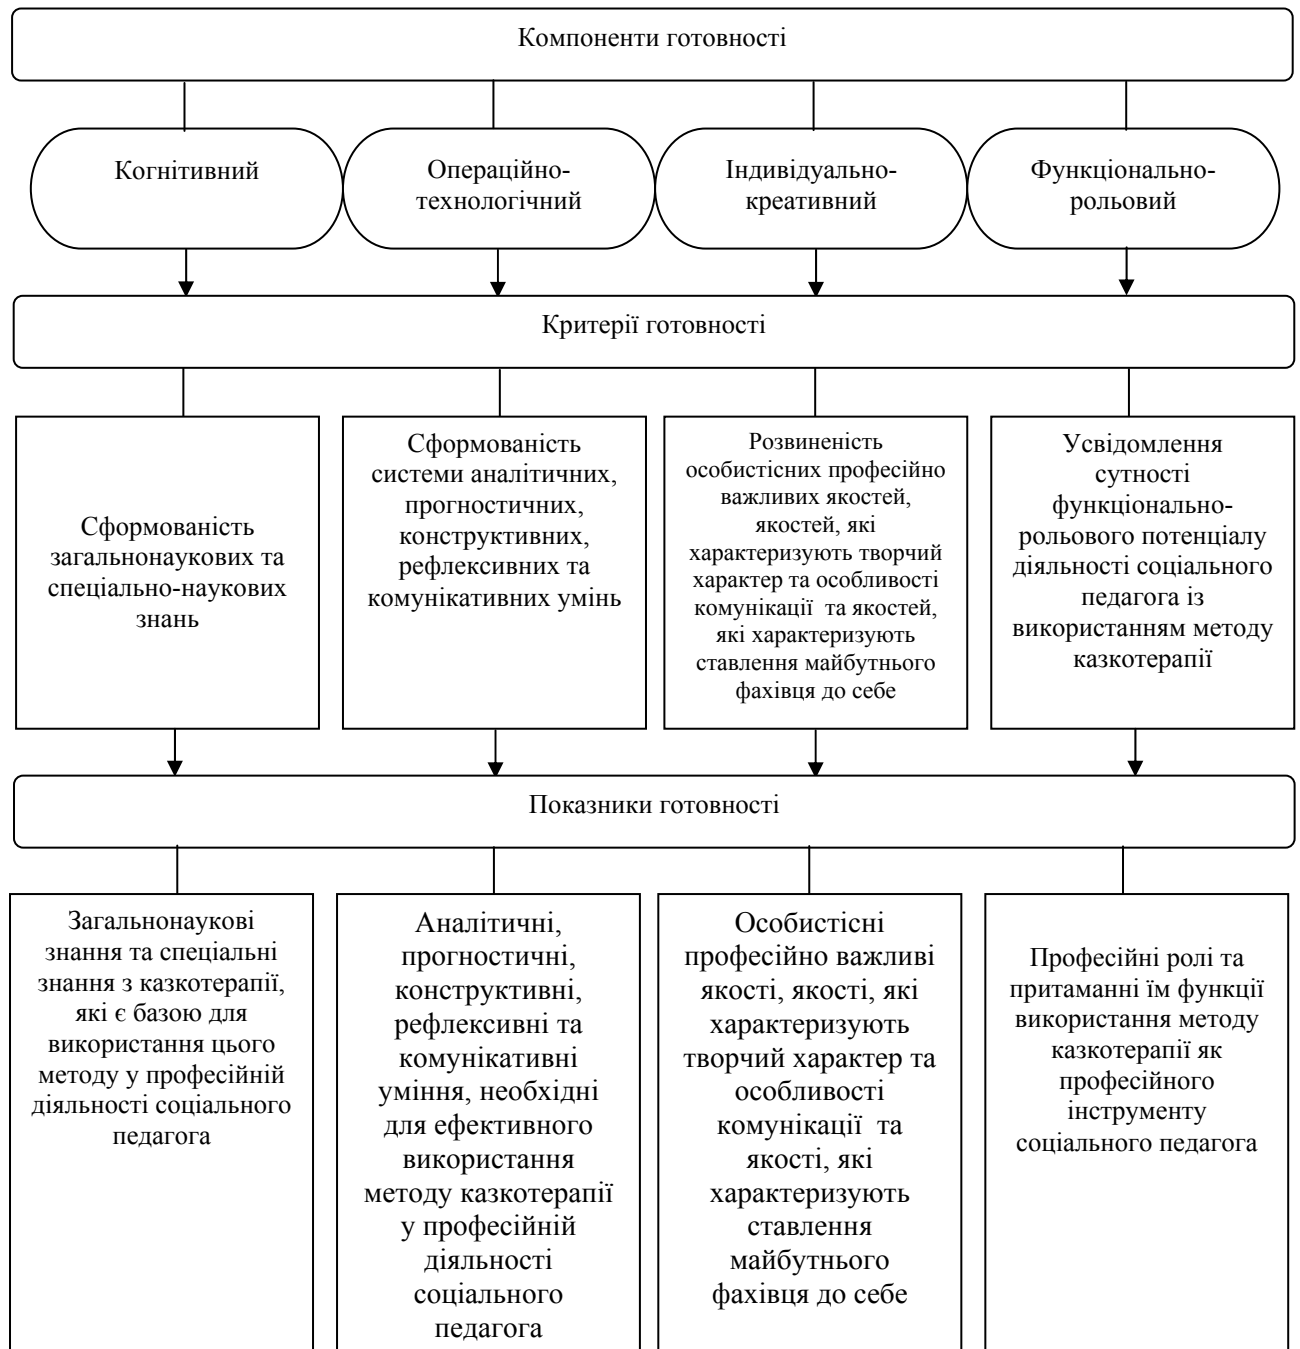 Компоненти готовності
Когнітивний
Операційно-
технологічний
Індивідуально-
креативний
Функціонально-
рольовий
Критерії готовності
Сформованість
загальнонаукових та
спеціально-наукових
знань
Сформованість
системи аналітичних,
прогностичних,
конструктивних,
рефлексивних та
комунікативних умінь
Розвиненість
особистісних професійно
важливих якостей,
якостей, які
характеризують творчий
характер та особливості
комунікації  та якостей,
які характеризують
ставлення майбутнього
фахівця до себе
Усвідомлення
сутності
функціонально-
рольового потенціалу
діяльності соціального
педагога із
використанням методу
казкотерапії
Показники готовності
Загальнонаукові
знання та спеціальні
знання з казкотерапії,
які є базою для
використання цього
методу у професійній
діяльності соціального
педагога
Аналітичні,
прогностичні,
конструктивні,
рефлексивні та
комунікативні
уміння, необхідні
для ефективного
використання
методу казкотерапії
у професійній
діяльності
соціального
педагога
Особистісні
професійно важливі
якості, якості, які
характеризують
творчий характер та
особливості
комунікації  та
якості, які
характеризують
ставлення
майбутнього
фахівця до себе
Професійні ролі та
притаманні їм функції
використання методу
казкотерапії як
професійного
інструменту
соціального педагога